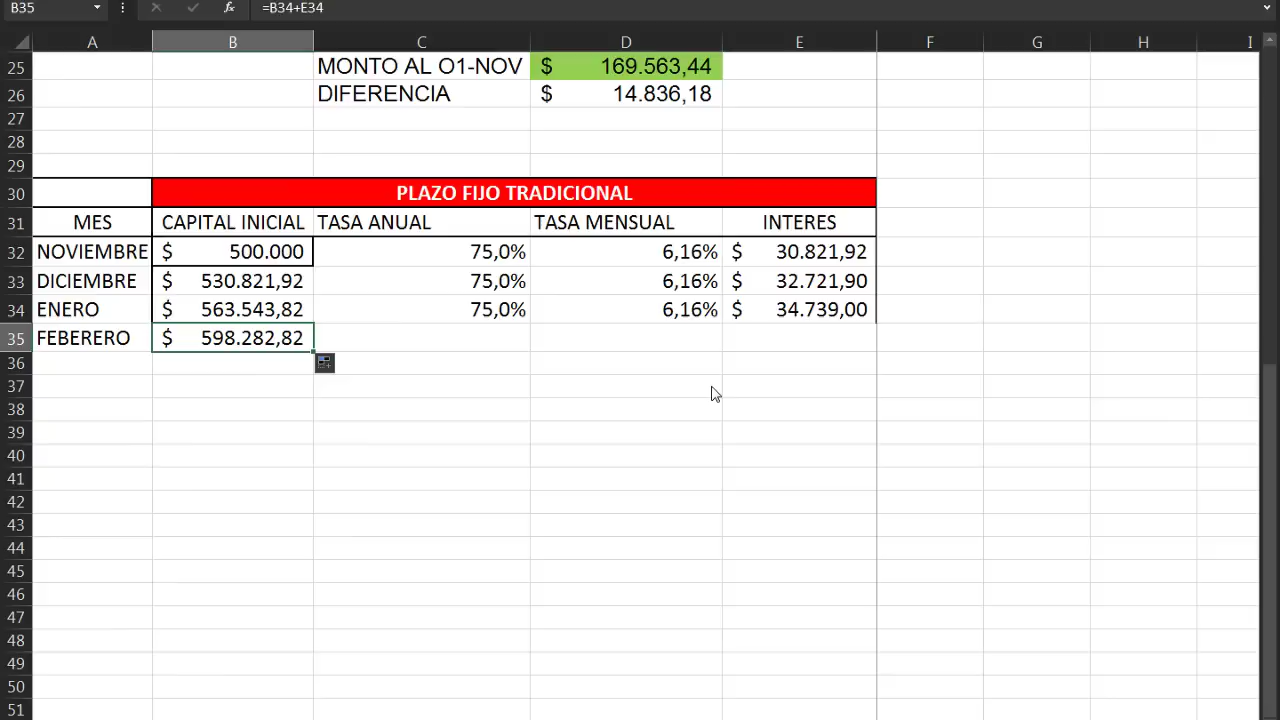 B35 fx =B34+E34
A B C D E F G H I
25 MONTO AL O1-NOV $ 169.563,44
26 DIFERENCIA $ 14.836,18
27
28
29
30 PLAZO FIJO TRADICIONAL
31 MES CAPITAL INICIAL TASA ANUAL TASA MENSUAL INTERES
32 NOVIEMBRE $ 500.000 75,0% 6,16% $ 30.821,92
33 DICIEMBRE $ 530.821,92 75,0% 6,16% $ 32.721,90
34 ENERO $ 563.543,82 75,0% 6,16% $ 34.739,00
35 FEBERERO $ 598.282,82
36
37
38
39
40
41
42
43
44
45
46
47
48
49
50
51